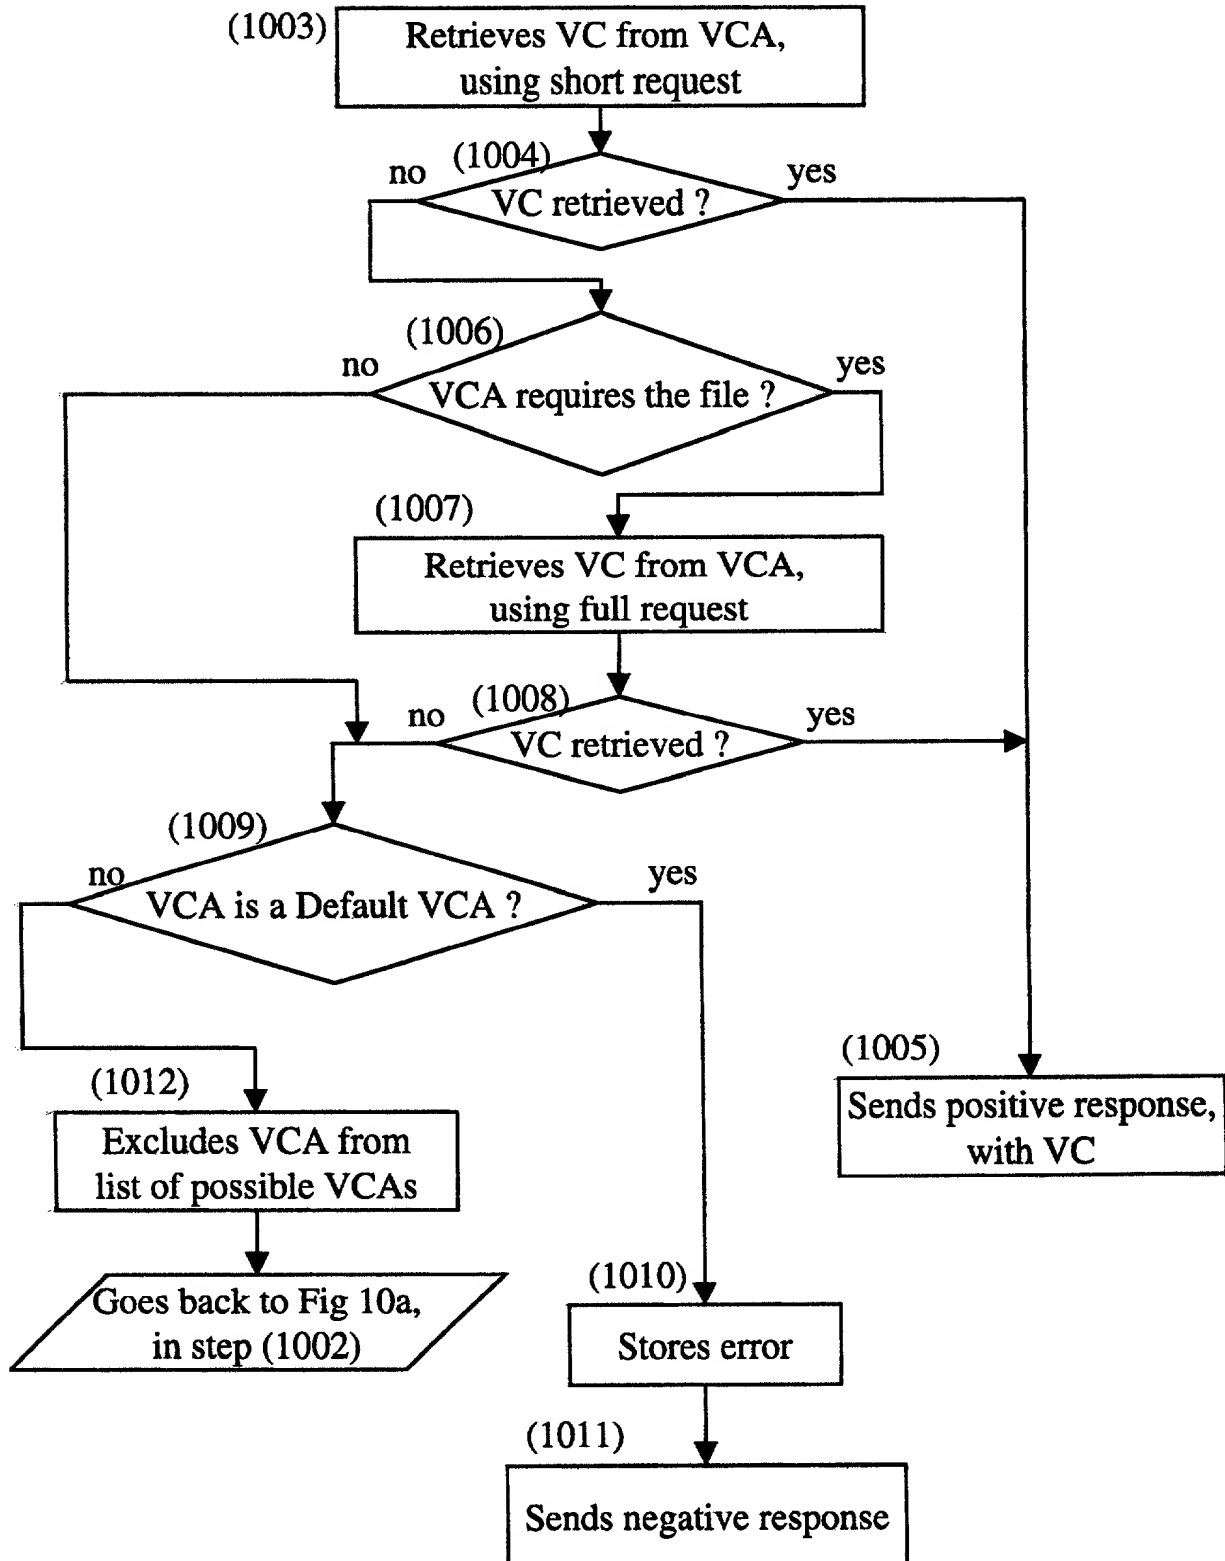 (1003)
Retrieves VC from VCA,
using short request
(1004)
no
yes
VC retrieved ?
(1006)
no
yes
VCA requires the file ?
(1007)
Retrieves VC from VCA,
using full request
(1008)
no
yes
VC retrieved ?
(1009)
no
yes
VCA is a Default VCA ?
(1005)
Sends positive response,
with VC
(1012)
Excludes VCA from
list of possible VCAs
Goes back to Fig 10a,
in step (1002)
(1010)
Stores error
(1011)
Sends negative response